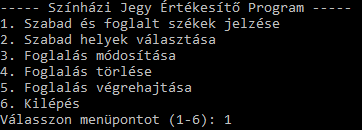 ----- Színházi Jegy Értékesítő Program -----
1. Szabad és foglalt székek jelzése
2. Szabad helyek választása
3. Foglalás módosítása
4. Foglalás törlése
5. Foglalás végrehajtása
6. Kilépés
Válasszon menüpontot (1-6): 1